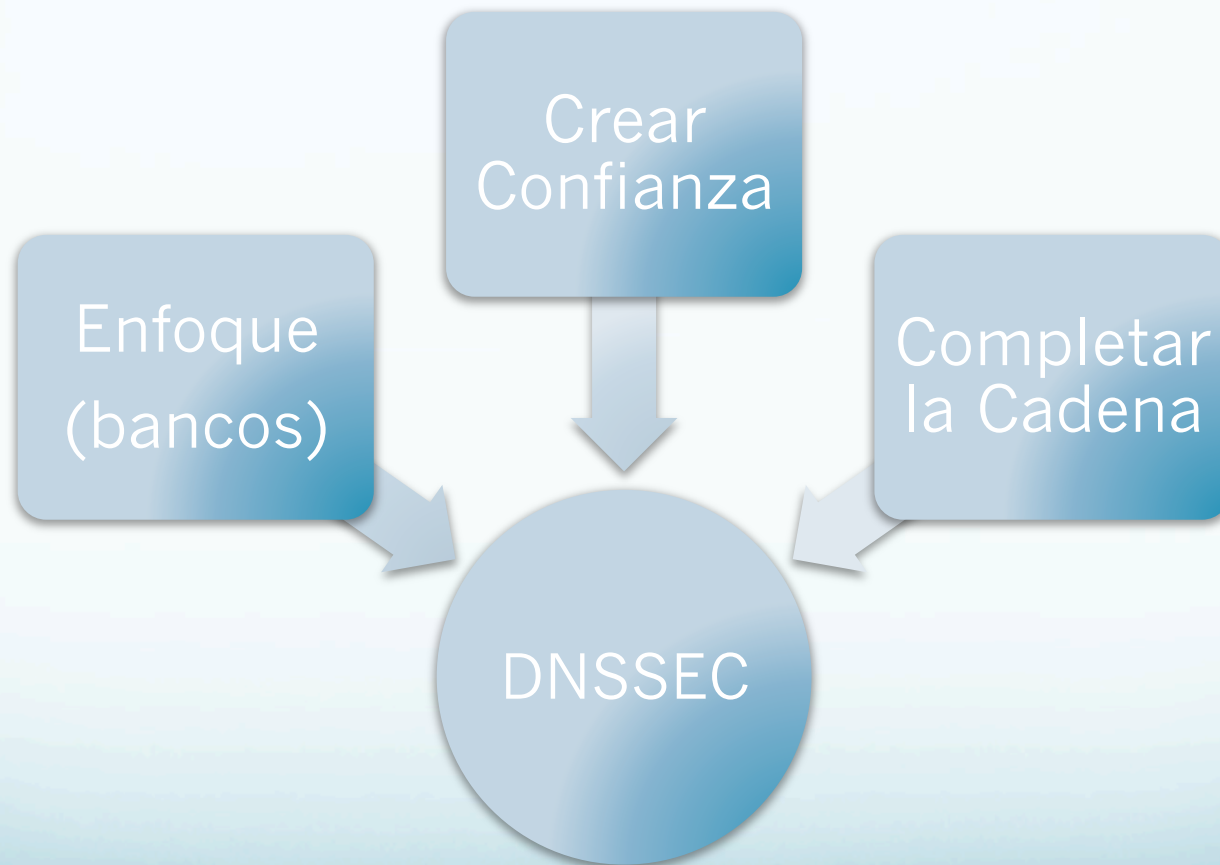 Crear
Confianza
Enfoque
(bancos)
Completar
la Cadena
DNSSEC